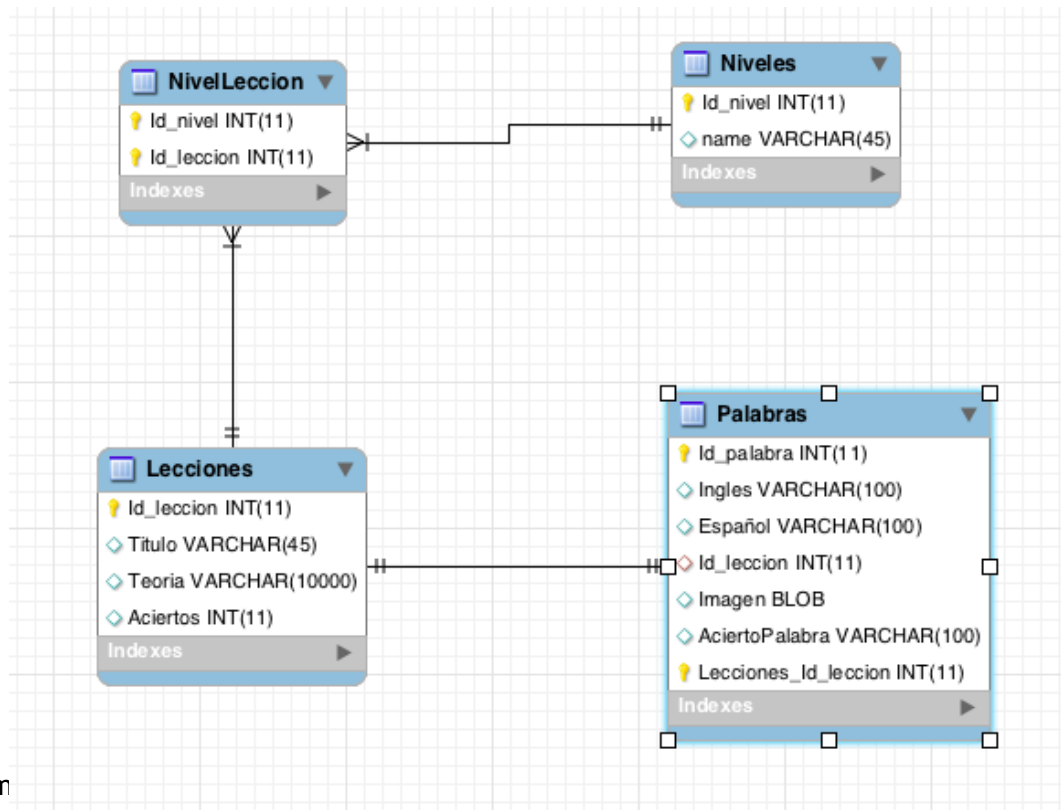 NivelLeccion
Id_nivel INT(11)
Id_leccion INT(11)
Indexes
Niveles
Id_nivel INT(11)
name VARCHAR(45)
Indexes
Lecciones
Id_leccion INT(11)
Titulo VARCHAR(45)
Teoria VARCHAR(10000)
Aciertos INT(11)
Indexes
Palabras
Id_palabra INT(11)
Ingles VARCHAR(100)
Español VARCHAR(100)
Id_leccion INT(11)
Imagen BLOB
AciertoPalabra VARCHAR(100)
Lecciones_Id_leccion INT(11)
Indexes